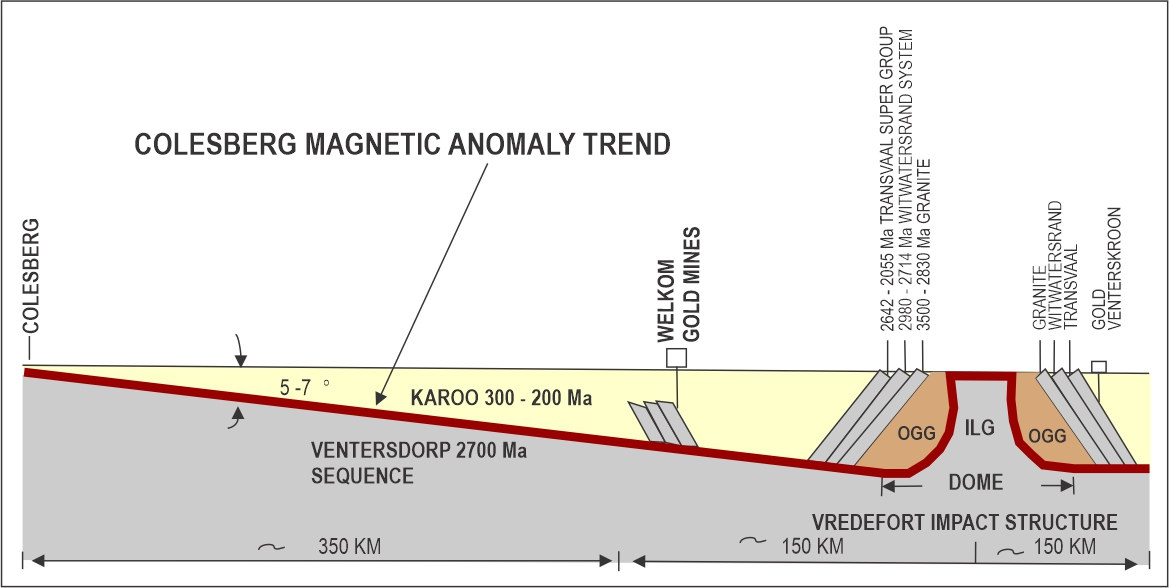 COLESBERG MAGNETIC ANOMALY TREND
COLESBERG
WELKOM
GOLD MINES
2642 - 2055 Ma TRANSVAAL SUPER GROUP
2980 - 2714 Ma WITWATERSRAND SYSTEM
3500 - 2830 Ma GRANITE
GRANITE
WITWATERSRAND
TRANSVAAL
GOLD
VENTERSKROON
5 -7 °
KAROO 300 - 200 Ma
VENTERSDORP 2700 Ma
SEQUENCE
OGG
ILG
OGG
DOME
VREDEFORT IMPACT STRUCTURE
~ 350 KM
~ 150 KM
~ 150 KM